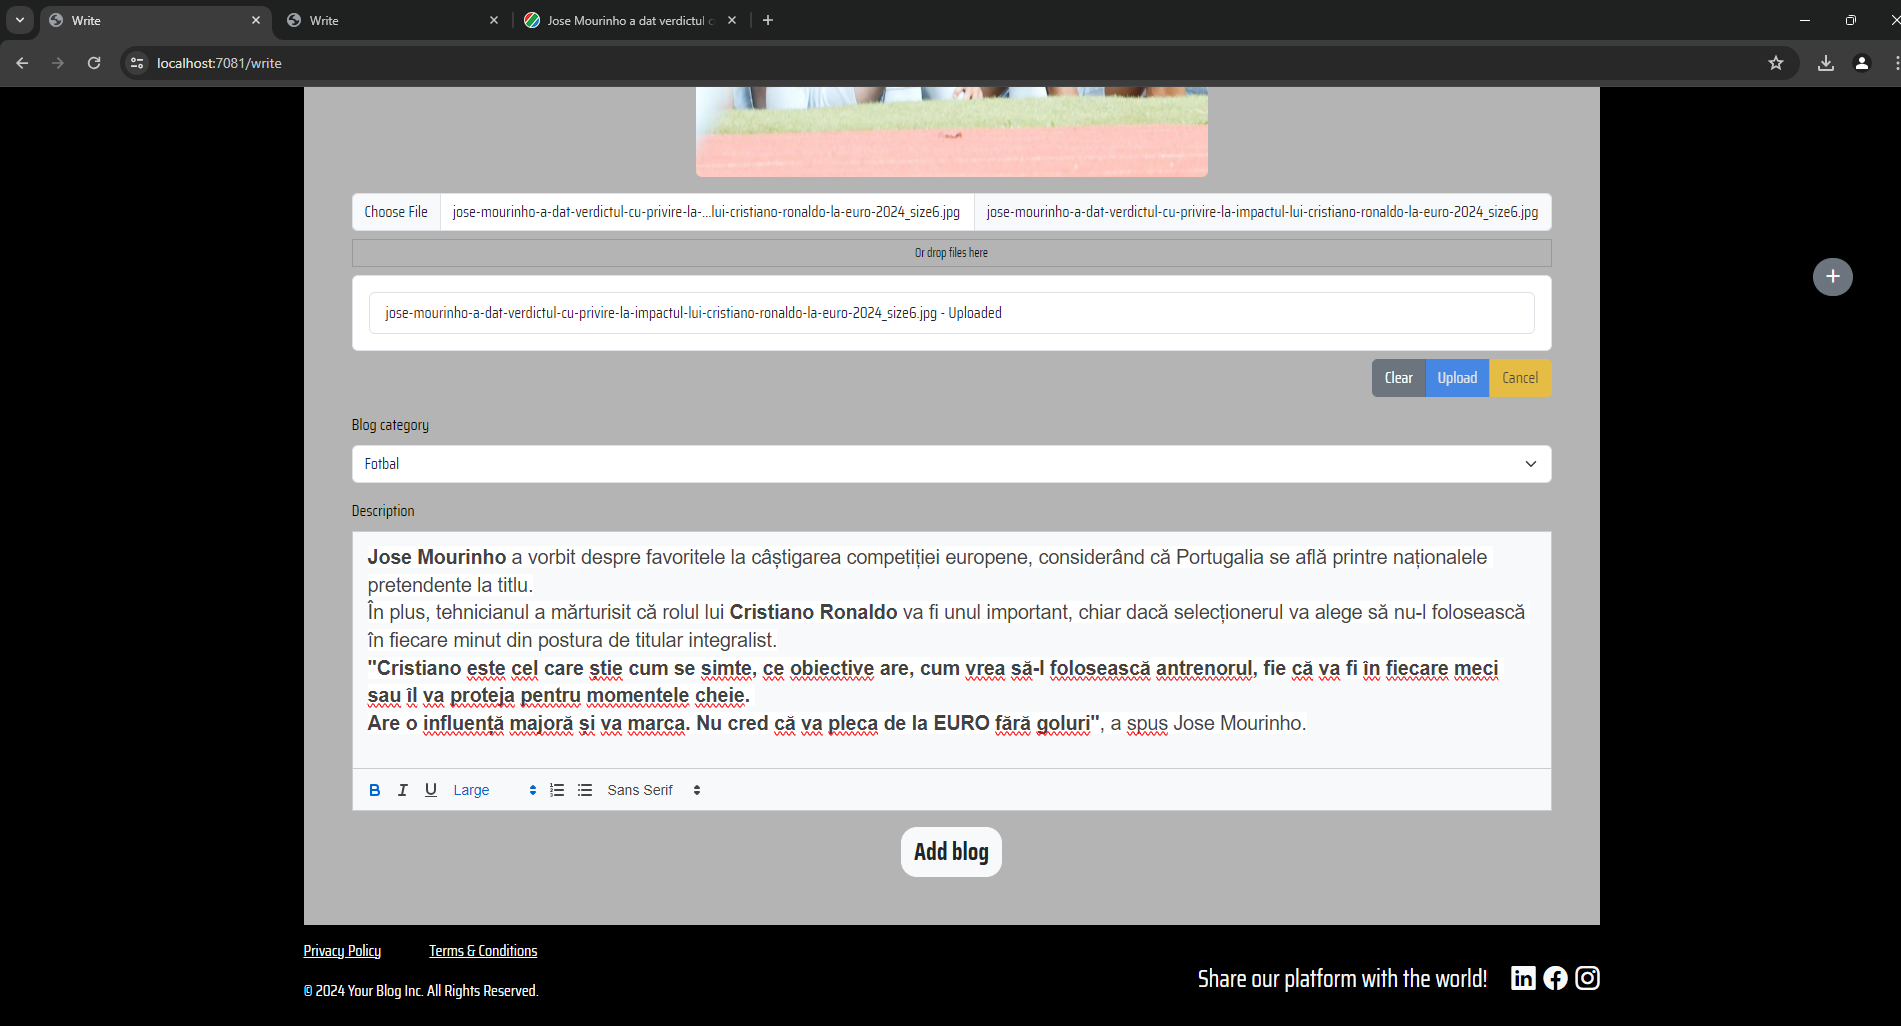 Write
Write
Jose Mourinho a dat verdictul
localhost:7081/write
Choose File
jose-mourinho-a-dat-verdictul-cu-privire-la-...lui-cristiano-ronaldo-la-euro-2024_size6.jpg
jose-mourinho-a-dat-verdictul-cu-privire-la-impactul-lui-cristiano-ronaldo-la-euro-2024_size6.jpg
Or drop files here
jose-mourinho-a-dat-verdictul-cu-privire-la-impactul-lui-cristiano-ronaldo-la-euro-2024_size6.jpg - Uploaded
Clear
Upload
Cancel
Blog category
Fotbal
Description
Jose Mourinho a vorbit despre favoritele la câștigarea competiției europene, considerând că Portugalia se află printre naționalele
pretendente la titlu.
În plus, tehnicianul a mărturisit că rolul lui Cristiano Ronaldo va fi unul important, chiar dacă selecționerul va alege să nu-l folosească
în fiecare minut din postura de titular integralist.
"Cristiano este cel care știe cum se simte, ce obiective are, cum vrea să-l folosească antrenorul, fie că va fi în fiecare meci
sau îl va proteja pentru momentele cheie.
Are o influență majoră și va marca. Nu cred că va pleca de la EURO fără goluri", a spus Jose Mourinho.
B I U Large Sans Serif
Add blog
Privacy Policy
Terms & Conditions
Share our platform with the world!
© 2024 Your Blog Inc. All Rights Reserved.